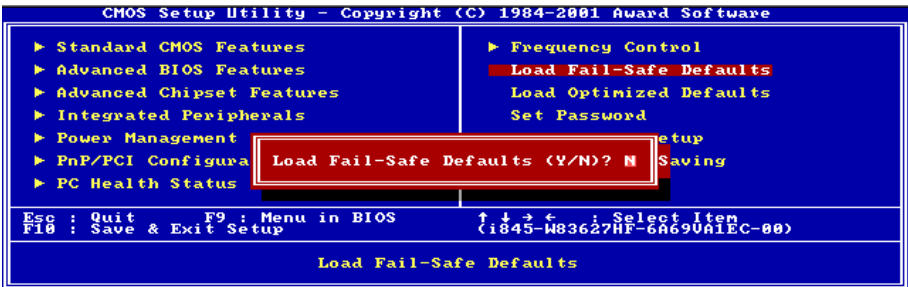 CMOS Setup Utility - Copyright (C) 1984-2001 Award Software
► Standard CMOS Features
► Advanced BIOS Features
► Advanced Chipset Features
► Integrated Peripherals
► Power Management
► PnP/PCI Configura
► PC Health Status
► Frequency Control
Load Fail-Safe Defaults
Load Optimized Defaults
Set Password
etup
Saving
Load Fail-Safe Defaults (Y/N)? N
Esc : Quit F9 : Menu in BIOS ↑ ↓ → ← : Select Item
F10 : Save & Exit Setup (i845-W83627HF-6A69VA1EC-00)
Load Fail-Safe Defaults